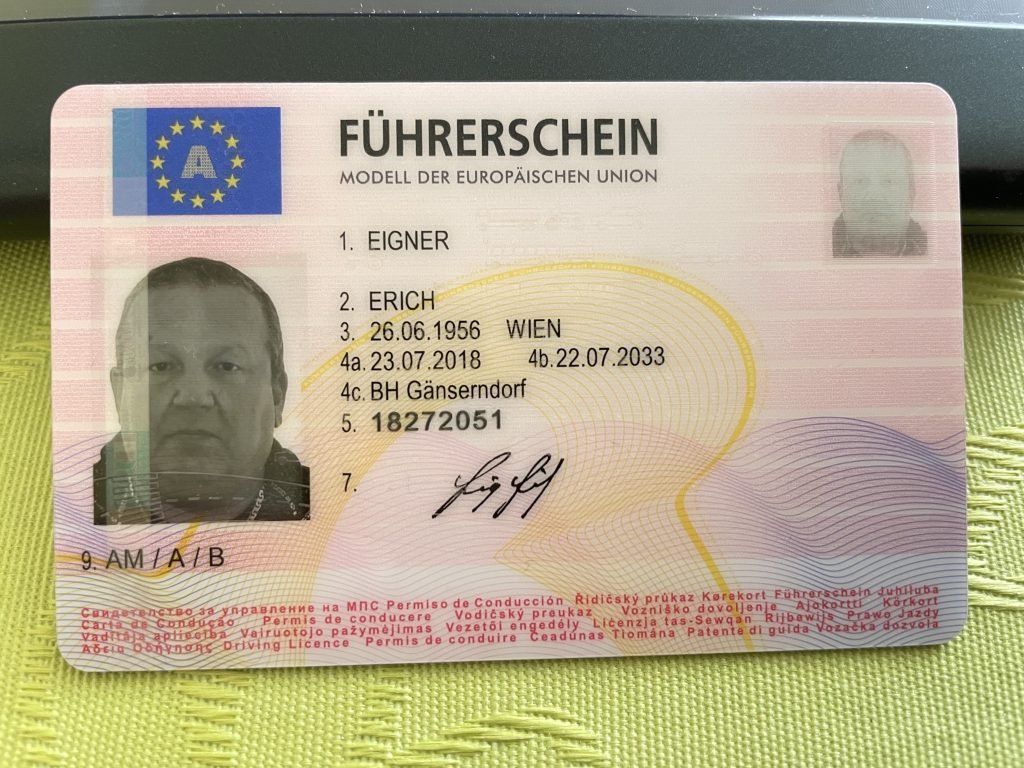 A
FÜHRERSCHEIN
MODELL DER EUROPÄISCHEN UNION
1. EIGNER
2. ERICH
3. 26.06.1956 WIEN
4a. 23.07.2018 4b. 22.07.2033
4c. BH Gänserndorf
5. 18272051
7.
9. AM / A / B
Свидетелство за управление на МПС Permiso de Conducción Řidičský průkaz Kørekort Führerschein Juhiluba
Carta de Condução Permis de conducere Vodičský preukaz Vozniško dovoljenje Ajokortti Körkort
Vadītāja apliecība Vairuotojo pažymėjimas Vezetői engedély Liċenzja tas-Sewqan Rijbewijs Prawo Jazdy
Άδεια Οδήγησης Driving Licence Permis de conduire Ceadúnas Tiomána Patente di guida Vozačka dozvola